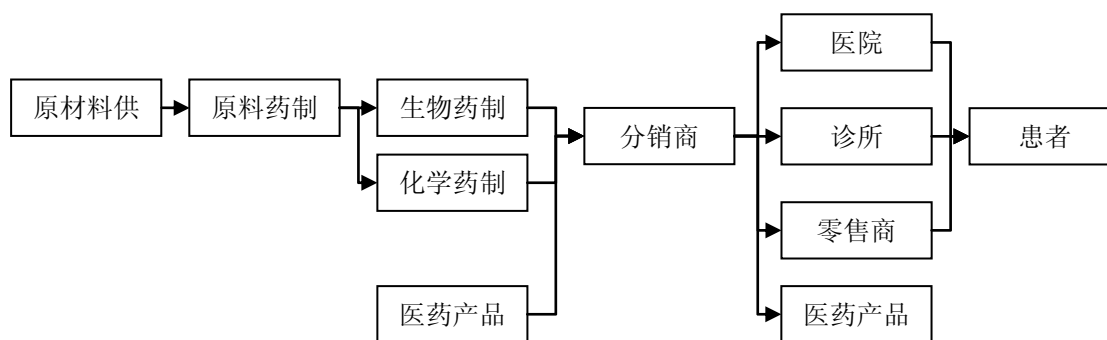 原材料供
原料药制
生物药制
化学药制
医药产品
分销商
医院
诊所
零售商
医药产品
患者